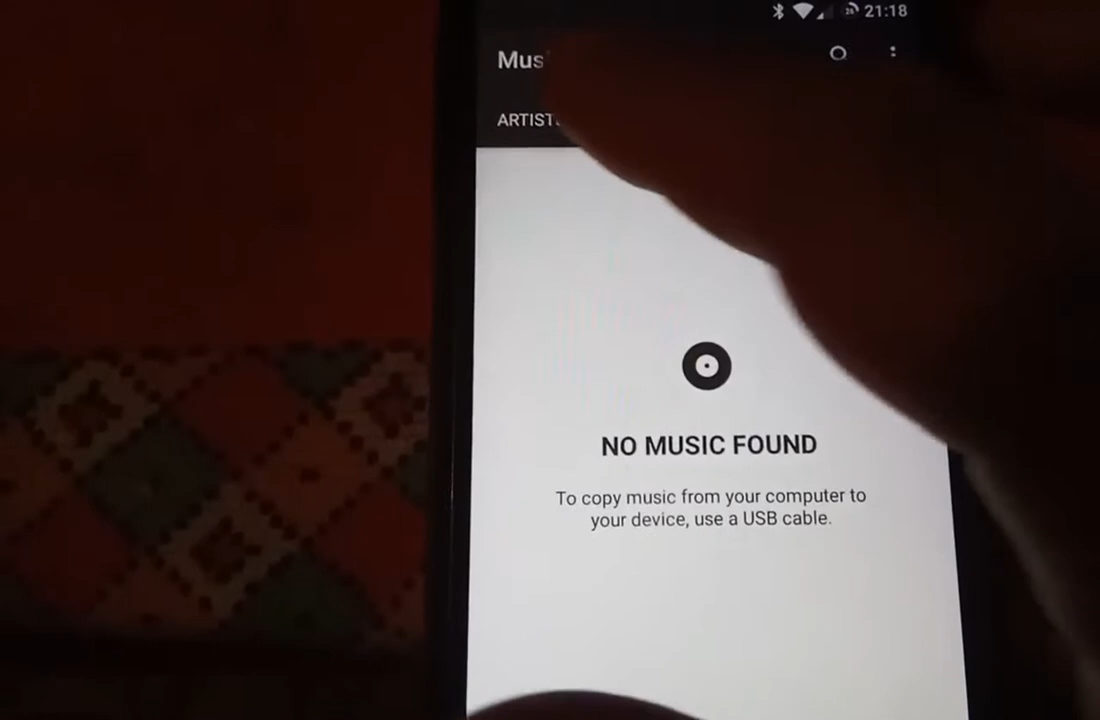 21:18
Mus
ARTIST
NO MUSIC FOUND
To copy music from your computer to
your device, use a USB cable.